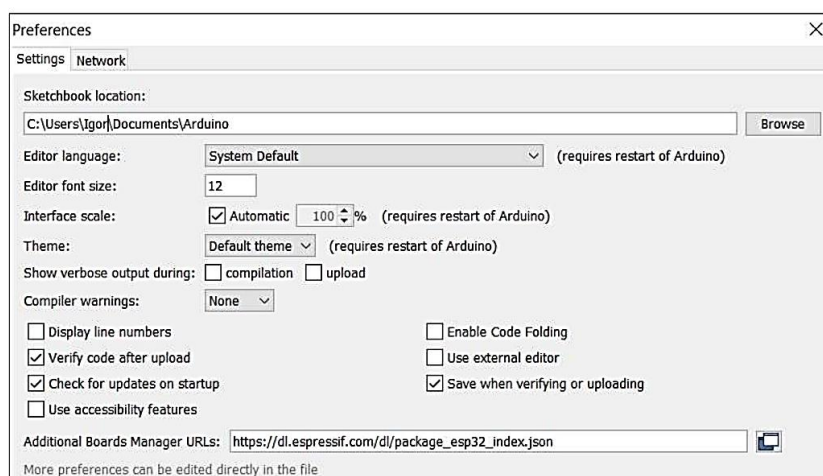 Preferences
Settings Network
Sketchbook location:
C:\Users\Igor\Documents\Arduino Browse
Editor language: System Default (requires restart of Arduino)
Editor font size: 12
Interface scale: Automatic 100 % (requires restart of Arduino)
Theme: Default theme (requires restart of Arduino)
Show verbose output during: compilation upload
Compiler warnings: None
Display line numbers Enable Code Folding
Verify code after upload Use external editor
Check for updates on startup Save when verifying or uploading
Use accessibility features
Additional Boards Manager URLs: https://dl.espressif.com/dl/package_esp32_index.json
More preferences can be edited directly in the file